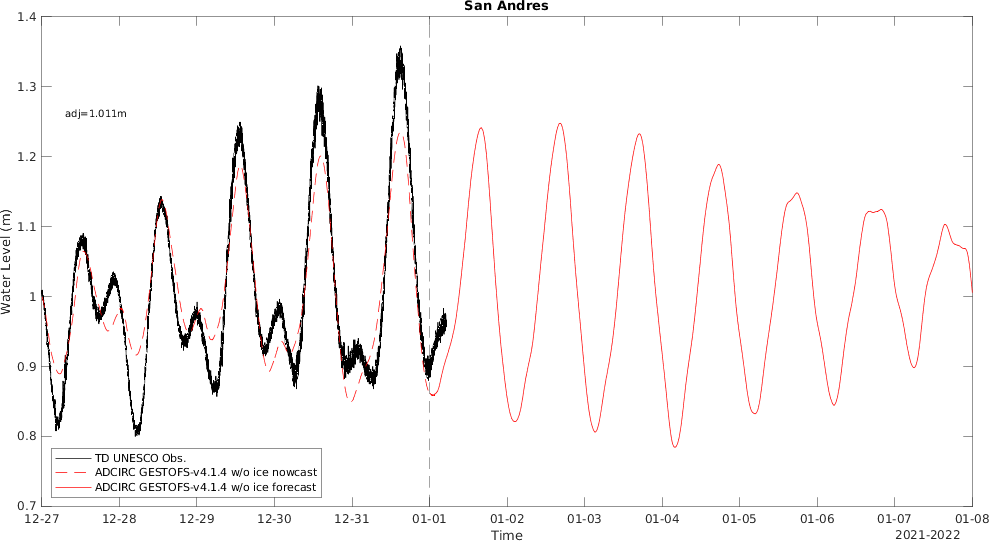 San Andres
1.4
1.3
1.2
1.1
1
0.9
0.8
0.7
Water Level (m)
adj=1.011m
TD UNESCO Obs.
ADCIRC GESTOFS-v4.1.4 w/o ice nowcast
ADCIRC GESTOFS-v4.1.4 w/o ice forecast
12-27 12-28 12-29 12-30 12-31 01-01 01-02 01-03 01-04 01-05 01-06 01-07 01-08
Time
2021-2022